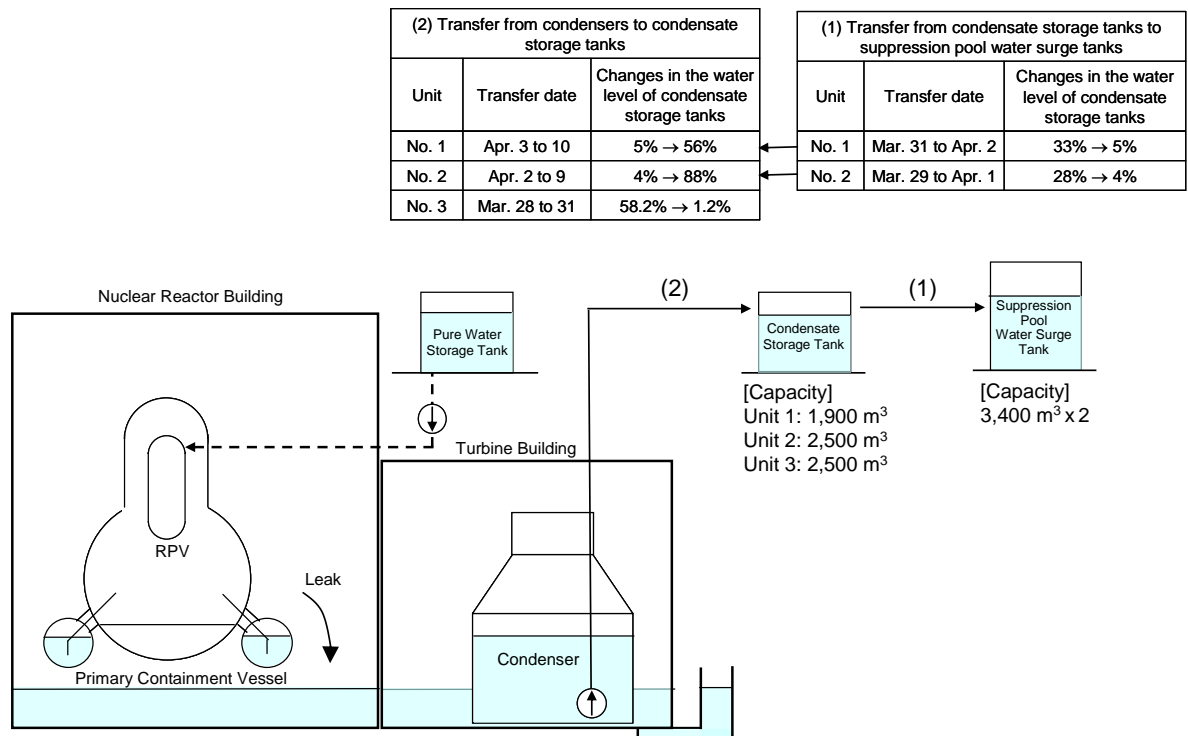 (2) Transfer from condensers to condensate
storage tanks
Unit
Transfer date
Changes in the water
level of condensate
storage tanks
No. 1
Apr. 3 to 10
5% → 56%
No. 2
Apr. 2 to 9
4% → 88%
No. 3
Mar. 28 to 31
58.2% → 1.2%
(1) Transfer from condensate storage tanks to
suppression pool water surge tanks
Unit
Transfer date
Changes in the water
level of condensate
storage tanks
No. 1
Mar. 31 to Apr. 2
33% → 5%
No. 2
Mar. 29 to Apr. 1
28% → 4%
Nuclear Reactor Building
Pure Water
Storage Tank
(2)
(1)
Condensate
Storage Tank
Suppression
Pool
Water Surge
Tank
[Capacity]
Unit 1: 1,900 m³
Unit 2: 2,500 m³
Unit 3: 2,500 m³
[Capacity]
3,400 m³ x 2
Turbine Building
RPV
Leak
Primary Containment Vessel
Condenser